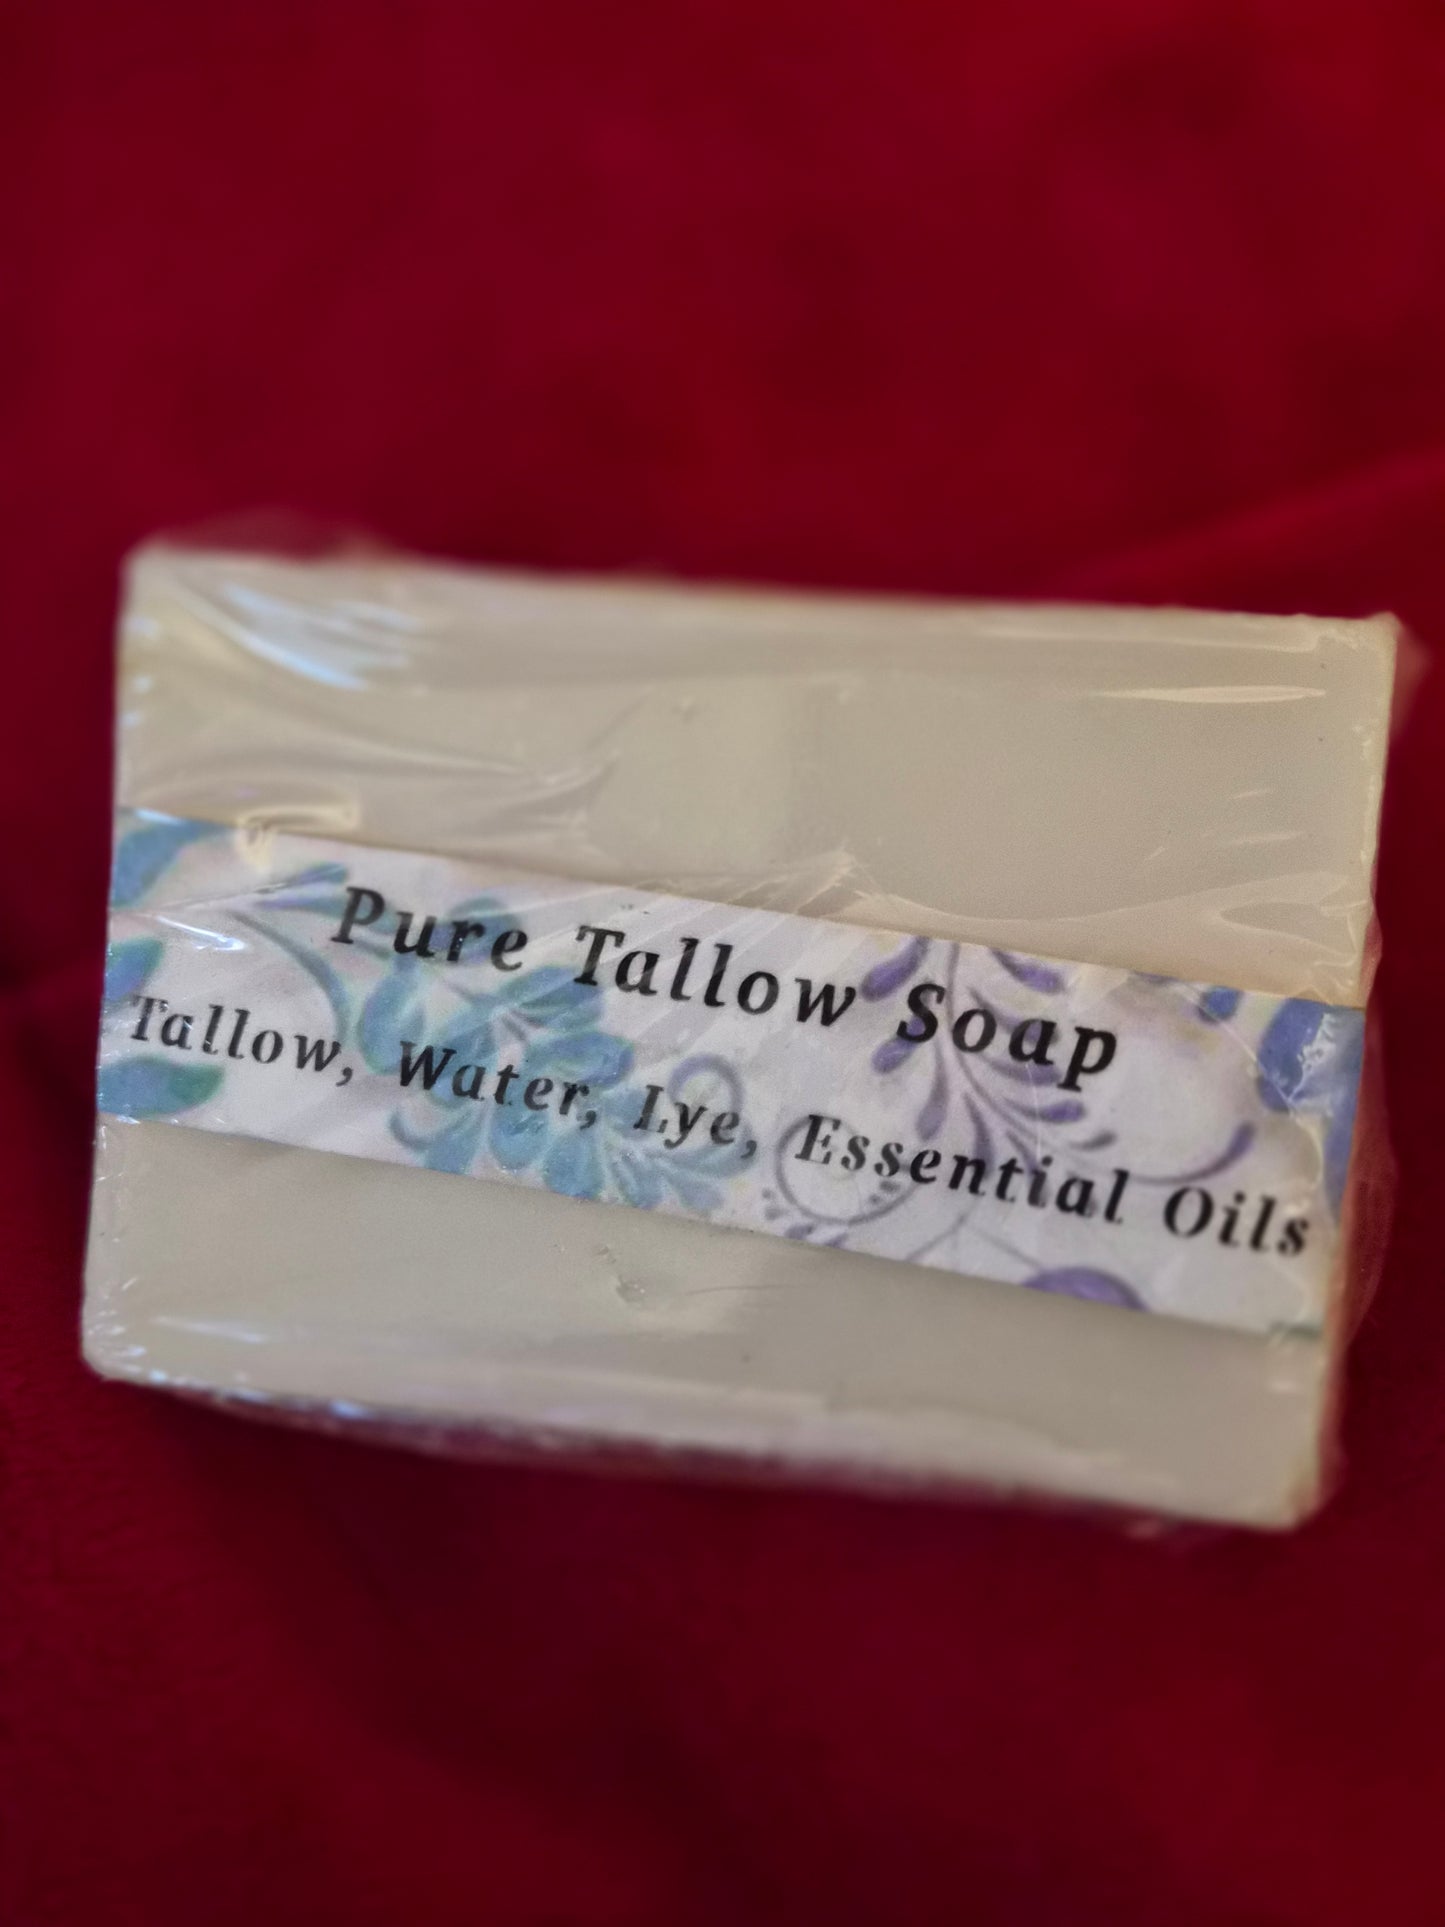 Pure Tallow Soap
Tallow, Water, Lye, Essential Oils